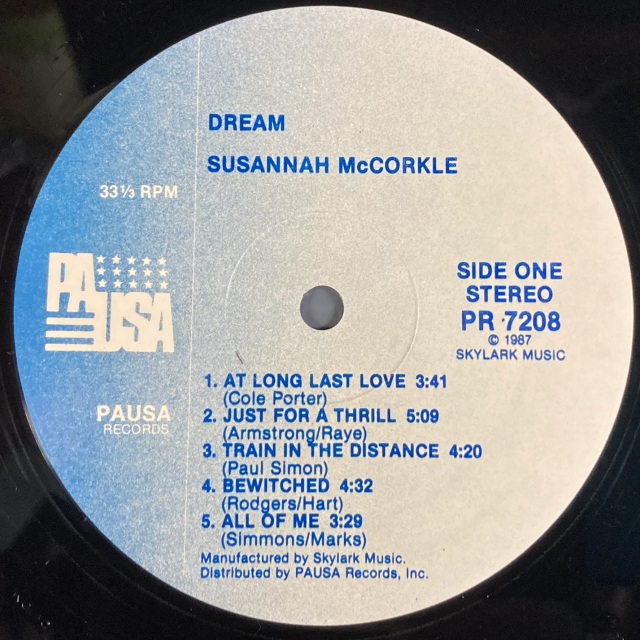 DREAM
SUSANNAH McCORKLE
33 1/3 RPM
PAUSA
PAUSA
RECORDS
SIDE ONE
STEREO
PR 7208
© 1987
SKYLARK MUSIC
1. AT LONG LAST LOVE 3:41
(Cole Porter)
2. JUST FOR A THRILL 5:09
(Armstrong/Raye)
3. TRAIN IN THE DISTANCE 4:20
(Paul Simon)
4. BEWITCHED 4:32
(Rodgers/Hart)
5. ALL OF ME 3:29
(Simmons/Marks)
Manufactured by Skylark Music.
Distributed by PAUSA Records, Inc.